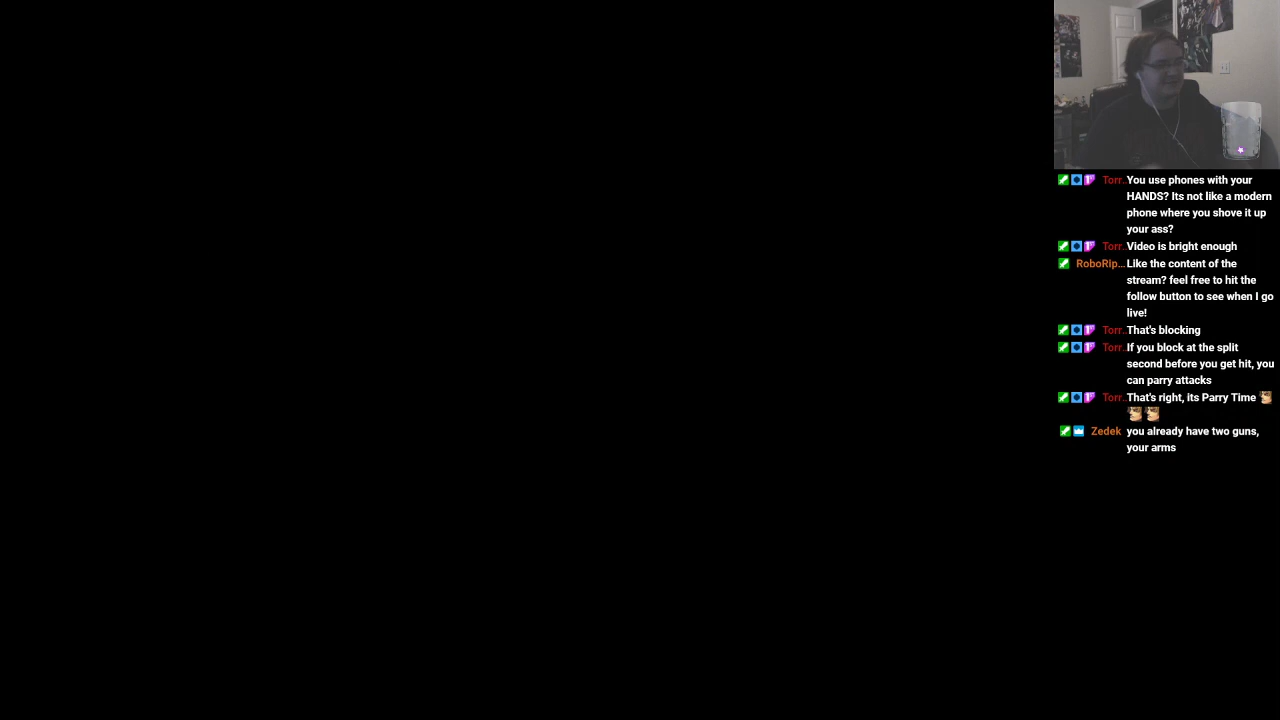 Torr... You use phones with your
HANDS? Its not like a modern
phone where you shove it up
your ass?
Torr... Video is bright enough
RoboRip... Like the content of the
stream? feel free to hit the
follow button to see when I go
live!
Torr... That's blocking
Torr... If you block at the split
second before you get hit, you
can parry attacks
Torr... That's right, its Parry Time
Zedek you already have two guns,
your arms